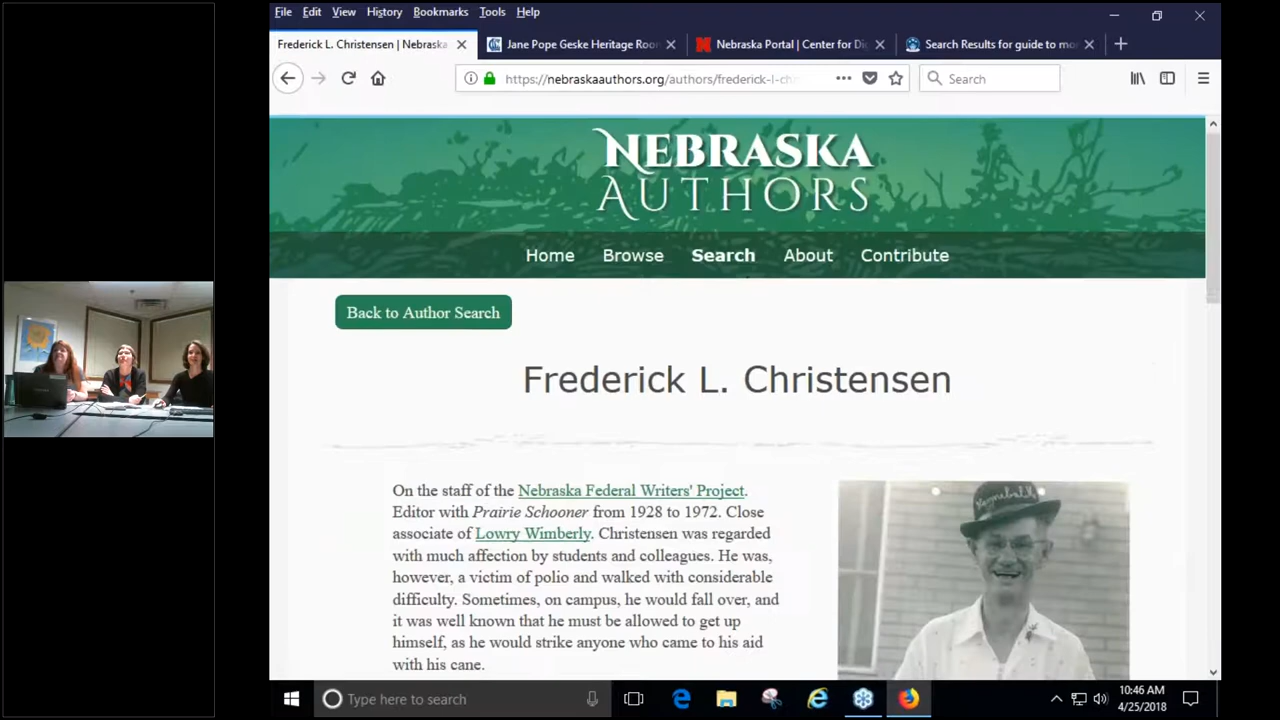 File Edit View History Bookmarks Tools Help
Frederick L. Christensen | Nebraska
Jane Pope Geske Heritage Roo
Nebraska Portal | Center for Di
Search Results for guide to mo
https://nebraskaauthors.org/authors/frederick-l-ch
Search
NEBRASKA
AUTHORS
Home Browse Search About Contribute
Back to Author Search
Frederick L. Christensen
On the staff of the Nebraska Federal Writers' Project.
Editor with Prairie Schooner from 1928 to 1972. Close
associate of Lowry Wimberly. Christensen was regarded
with much affection by students and colleagues. He was,
however, a victim of polio and walked with considerable
difficulty. Sometimes, on campus, he would fall over, and
it was well known that he must be allowed to get up
himself, as he would strike anyone who came to his aid
with his cane.
Type here to search
10:46 AM
4/25/2018